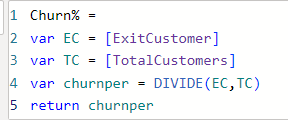 1 Churn% =
2 var EC = [ExitCustomer]
3 var TC = [TotalCustomers]
4 var churnper = DIVIDE(EC,TC)
5 return churnper